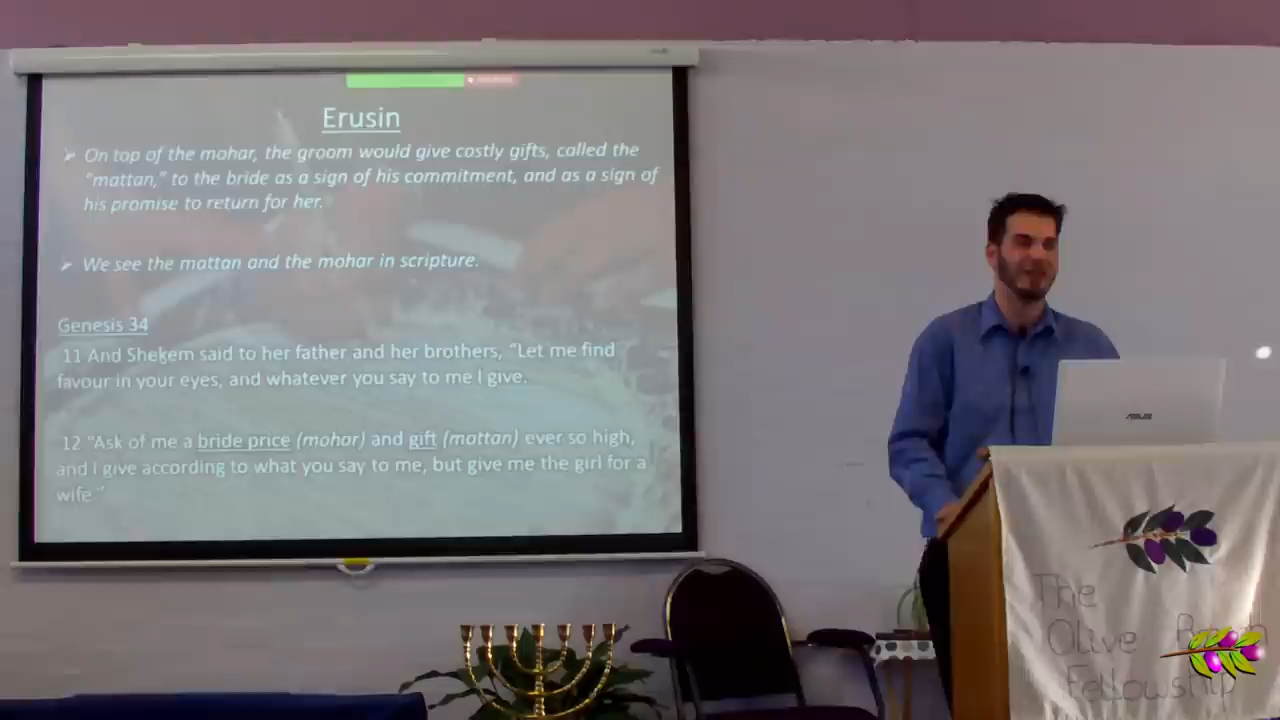 Erusin
➢ On top of the mohar, the groom would give costly gifts, called the
“mattan,” to the bride as a sign of his commitment, and as a sign of
his promise to return for her.
➢ We see the mattan and the mohar in scripture.
Genesis 34
11 And Sheḵem said to her father and her brothers, “Let me find
favour in your eyes, and whatever you say to me I give.
12 “Ask of me a bride price (mohar) and gift (mattan) ever so high,
and I give according to what you say to me, but give me the girl for a
wife.”
ASUS
The
Olive Branch
Fellowship